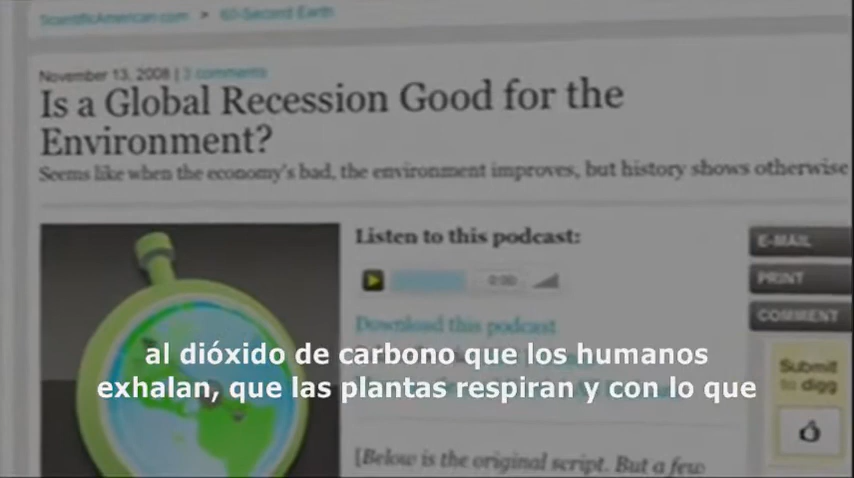 ScientificAmerican.com > 60-Second Earth
November 13, 2008 | 3 comments
Is a Global Recession Good for the
Environment?
Seems like when the economy's bad, the environment improves, but history shows otherwise
Listen to this podcast:
0:00
Download this podcast
E-MAIL
PRINT
COMMENT
Submit
to digg
al dióxido de carbono que los humanos
exhalan, que las plantas respiran y con lo que
[Below is the original script. But a few